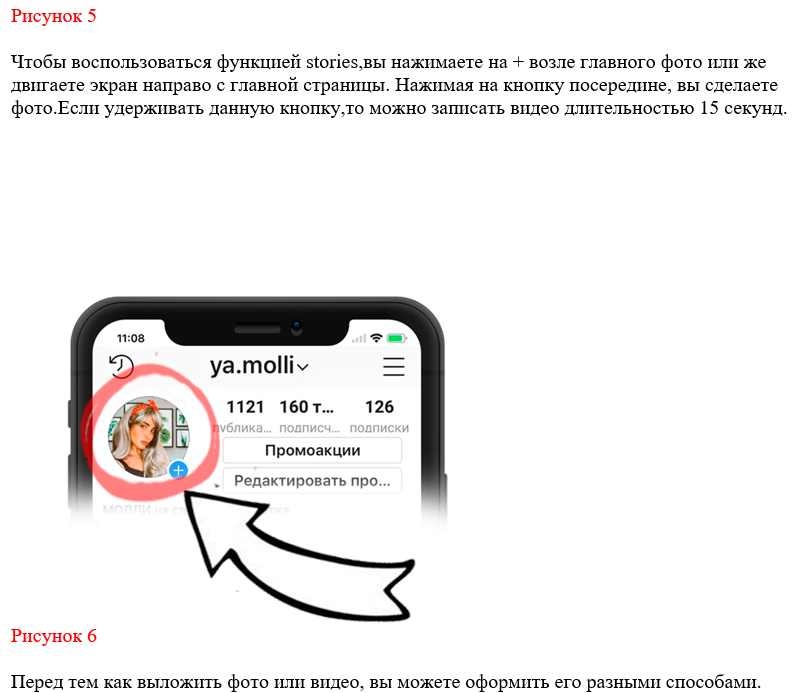 Рисунок 5
Чтобы воспользоваться функцией stories,вы нажимаете на + возле главного фото или же
двигаете экран направо с главной страницы. Нажимая на кнопку посередине, вы сделаете
фото.Если удерживать данную кнопку,то можно записать видео длительностью 15 секунд.
11:08
ya.molli
1121 160 т... 126
публика... подписч... подписки
Промоакции
Редактировать про...
МОЛЛИ на
Рисунок 6
Перед тем как выложить фото или видео, вы можете оформить его разными способами.